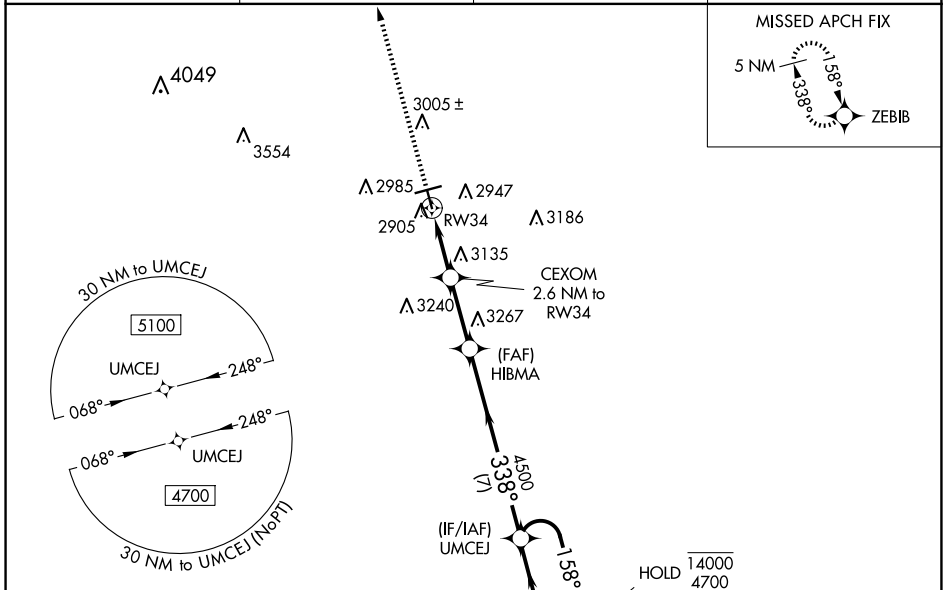 MISSED APCH FIX
5 NM
158°
338°
ZEBIB
4049
3554
3005 ±
2985
2947
2905
RW34
3186
3135
CEXOM
2.6 NM to
RW34
3240
3267
(FAF)
HIBMA
30 NM to UMCEJ
5100
UMCEJ
248°
068°
248°
068°
UMCEJ
4700
30 NM to UMCEJ (NoPT)
4500
338°
(7)
(IF/IAF)
UMCEJ
158°
HOLD
14000
4700